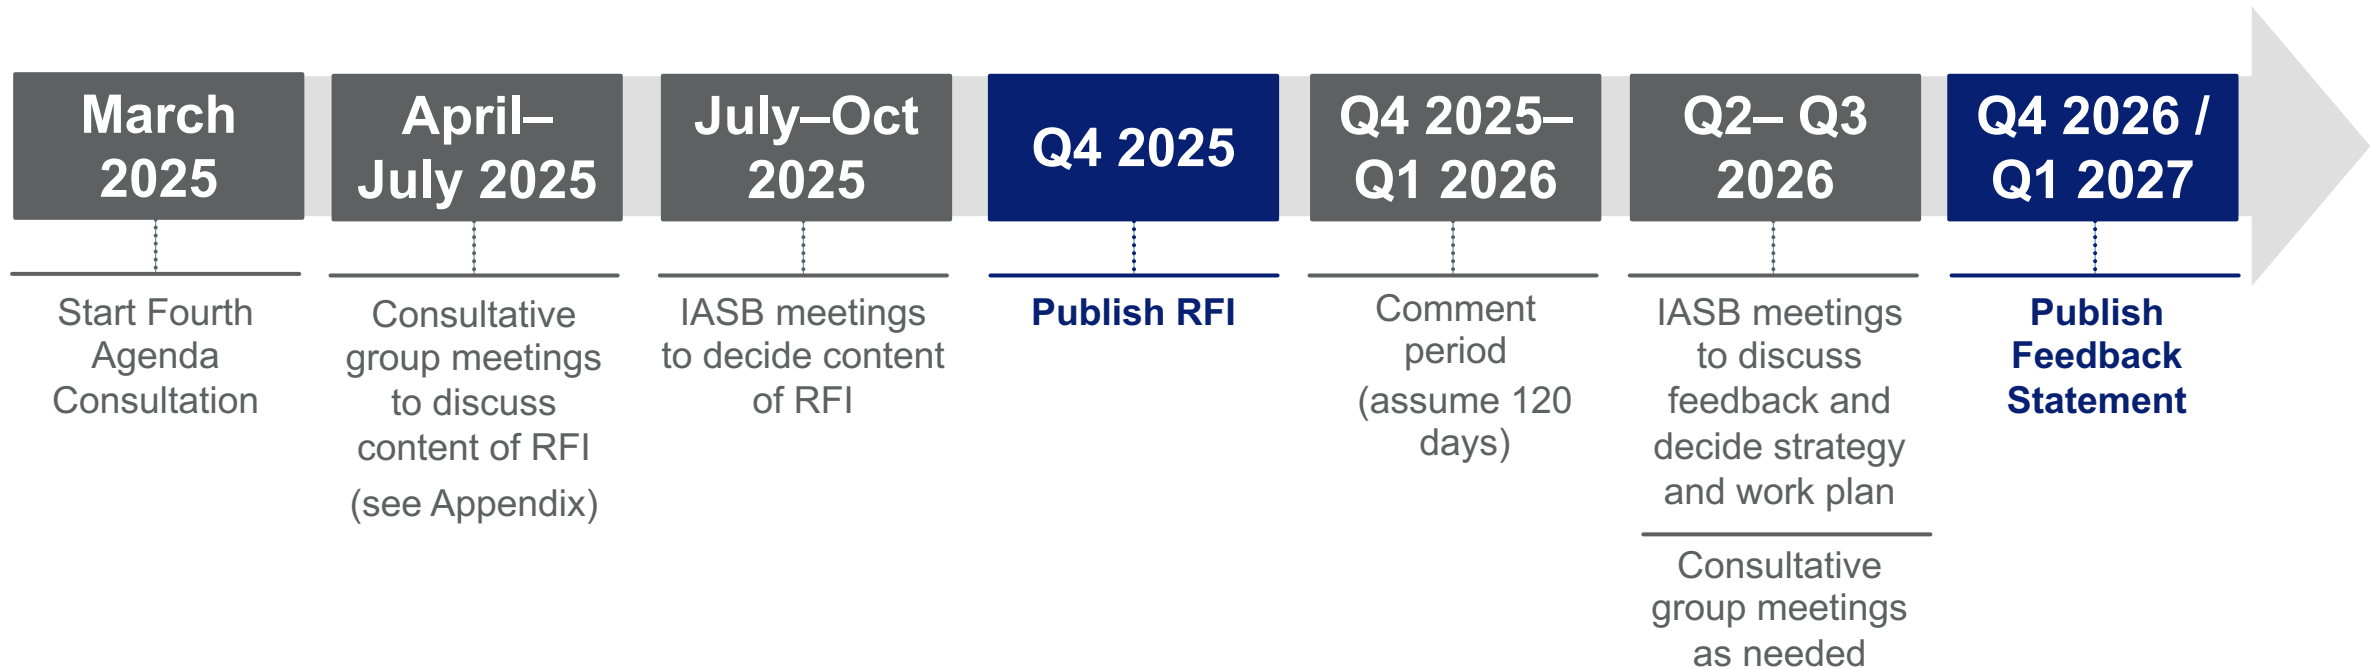 March
2025
Start Fourth
Agenda
Consultation
April–
July 2025
Consultative
group meetings
to discuss
content of RFI
(see Appendix)
July–Oct
2025
IASB meetings
to decide content
of RFI
Q4 2025
Publish RFI
Q4 2025–
Q1 2026
Comment
period
(assume 120
days)
Q2– Q3
2026
IASB meetings
to discuss
feedback and
decide strategy
and work plan
Consultative
group meetings
as needed
Q4 2026 /
Q1 2027
Publish
Feedback
Statement